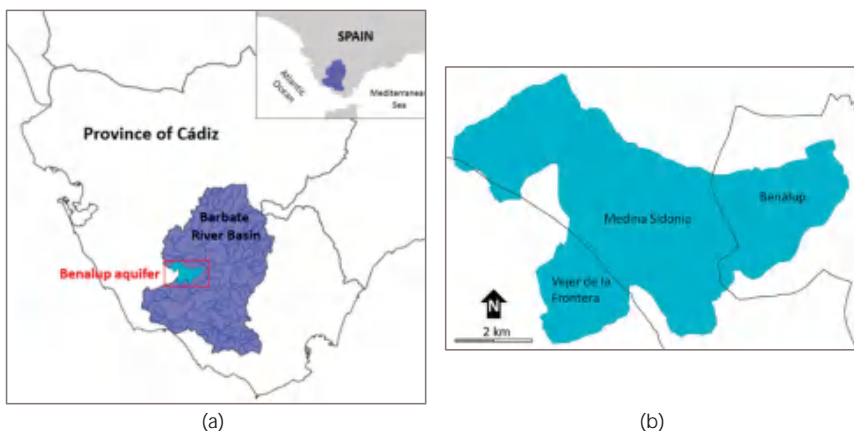 SPAIN
Atlantic
Ocean
Mediterranean
Sea
Province of Cádiz
Barbate
River Basin
Benalup aquifer
(a)
Medina Sidonia
Benalup
Vejer de la
Frontera
N
2 km
(b)